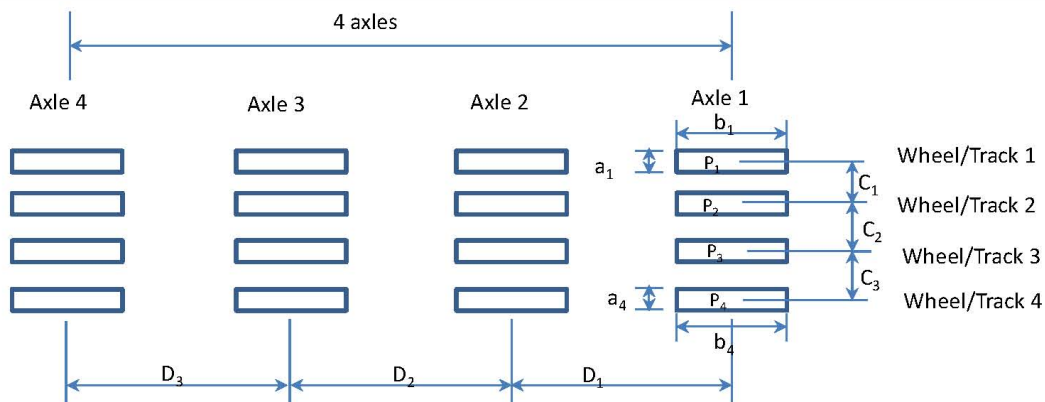 4 axles
Axle 4 Axle 3 Axle 2 Axle 1
b₁
Wheel/Track 1
a₁ P₁ C₁
P₂ Wheel/Track 2
C₂
P₃ Wheel/Track 3
C₃
a₄ P₄ Wheel/Track 4
b₄
D₃ D₂ D₁